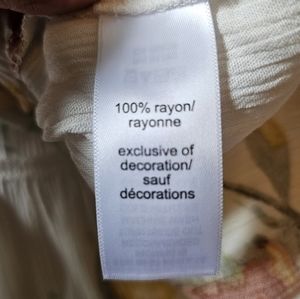 100% rayon/
rayonne
exclusive of
decoration/
sauf
décorations